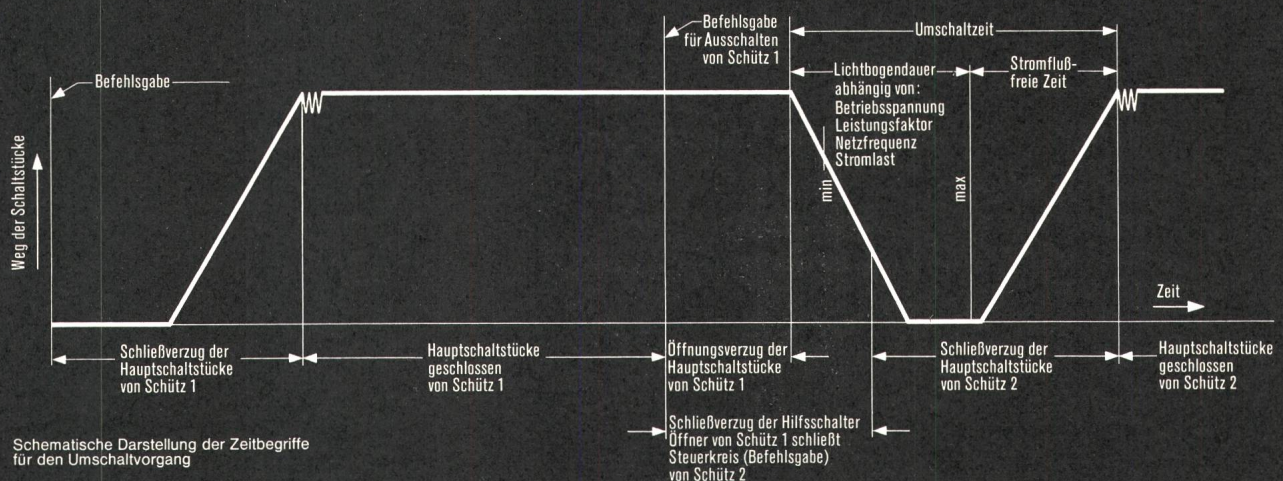 Befehlsgabe
Weg der Schaltstücke
Befehlsgabe
für Ausschalten
von Schütz 1
Umschaltzeit
Lichtbogendauer
abhängig von:
Betriebsspannung
Leistungsfaktor
Netzfrequenz
Stromlast
Stromfluß-
freie Zeit
min
max
Zeit
Schließverzug der
Hauptschaltstücke
von Schütz 1
Hauptschaltstücke
geschlossen
von Schütz 1
Öffnungsverzug der
Hauptschaltstücke
von Schütz 1
Schließverzug der
Hauptschaltstücke
von Schütz 2
Hauptschaltstücke
geschlossen
von Schütz 2
Schließverzug der Hilfsschalter
Öffner von Schütz 1 schließt
Steuerkreis (Befehlsgabe)
von Schütz 2
Schematische Darstellung der Zeitbegriffe
für den Umschaltvorgang